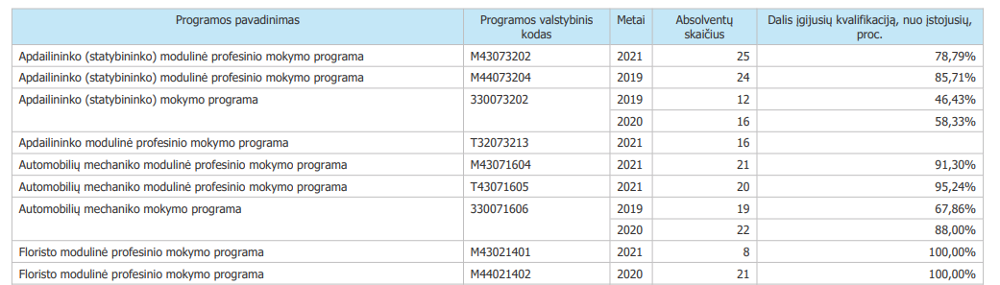 Programos pavadinimas Programos valstybinis kodas Metai Absolventų skaičius Dalis įgijusių kvalifikaciją, nuo įstojusių, proc.
Apdailininko (statybininko) modulinė profesinio mokymo programa M43073202 2021 25 78,79%
Apdailininko (statybininko) modulinė profesinio mokymo programa M44073204 2019 24 85,71%
Apdailininko (statybininko) mokymo programa 330073202 2019 12 46,43%
2020 16 58,33%
Apdailininko modulinė profesinio mokymo programa T32073213 2021 16
Automobilių mechaniko modulinė profesinio mokymo programa M43071604 2021 21 91,30%
Automobilių mechaniko modulinė profesinio mokymo programa T43071605 2021 20 95,24%
Automobilių mechaniko mokymo programa 330071606 2019 19 67,86%
2020 22 88,00%
Floristo modulinė profesinio mokymo programa M43021401 2021 8 100,00%
Floristo modulinė profesinio mokymo programa M44021402 2020 21 100,00%